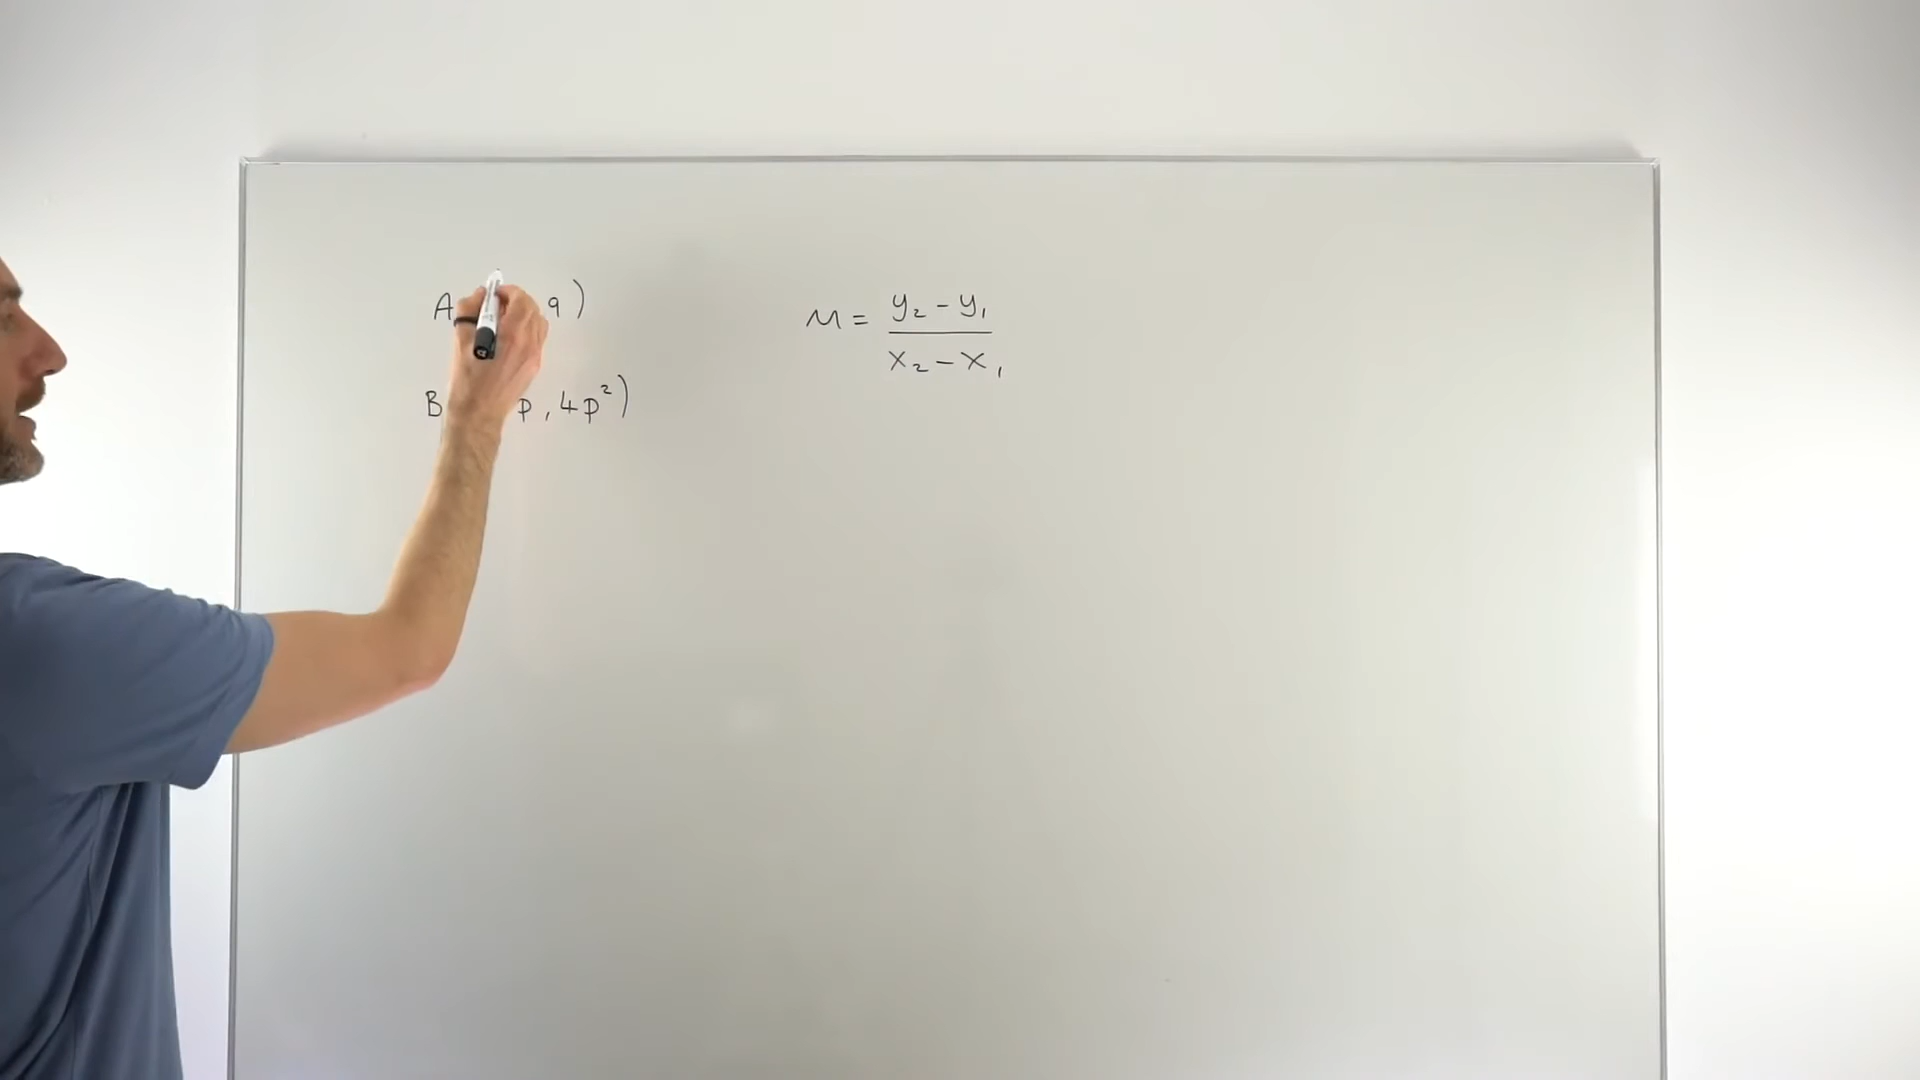 A 9)
B p, 4p²)
M = y₂ - y₁
x₂ - x₁